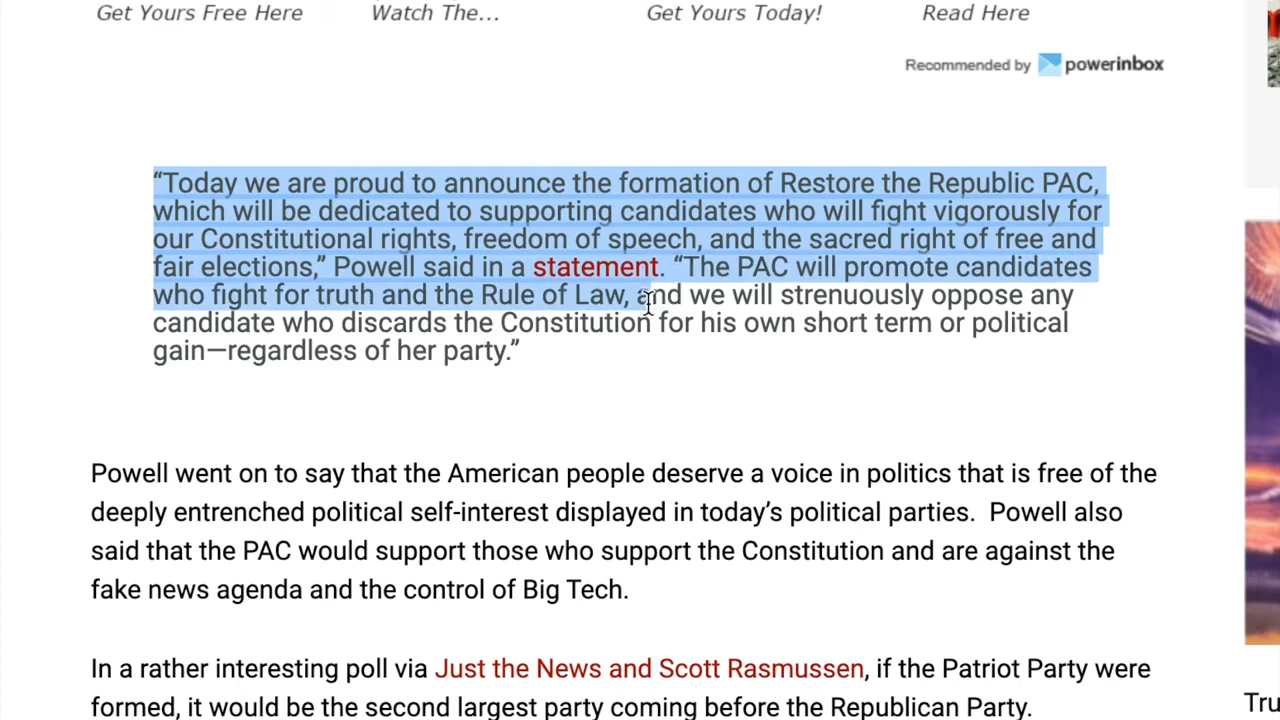 Get Yours Free Here Watch The... Get Yours Today! Read Here
Recommended by powerinbox
“Today we are proud to announce the formation of Restore the Republic PAC,
which will be dedicated to supporting candidates who will fight vigorously for
our Constitutional rights, freedom of speech, and the sacred right of free and
fair elections,” Powell said in a statement. “The PAC will promote candidates
who fight for truth and the Rule of Law, and we will strenuously oppose any
candidate who discards the Constitution for his own short term or political
gain—regardless of her party.”
Powell went on to say that the American people deserve a voice in politics that is free of the
deeply entrenched political self-interest displayed in today’s political parties.  Powell also
said that the PAC would support those who support the Constitution and are against the
fake news agenda and the control of Big Tech.
In a rather interesting poll via Just the News and Scott Rasmussen, if the Patriot Party were
formed, it would be the second largest party coming before the Republican Party.
Tru